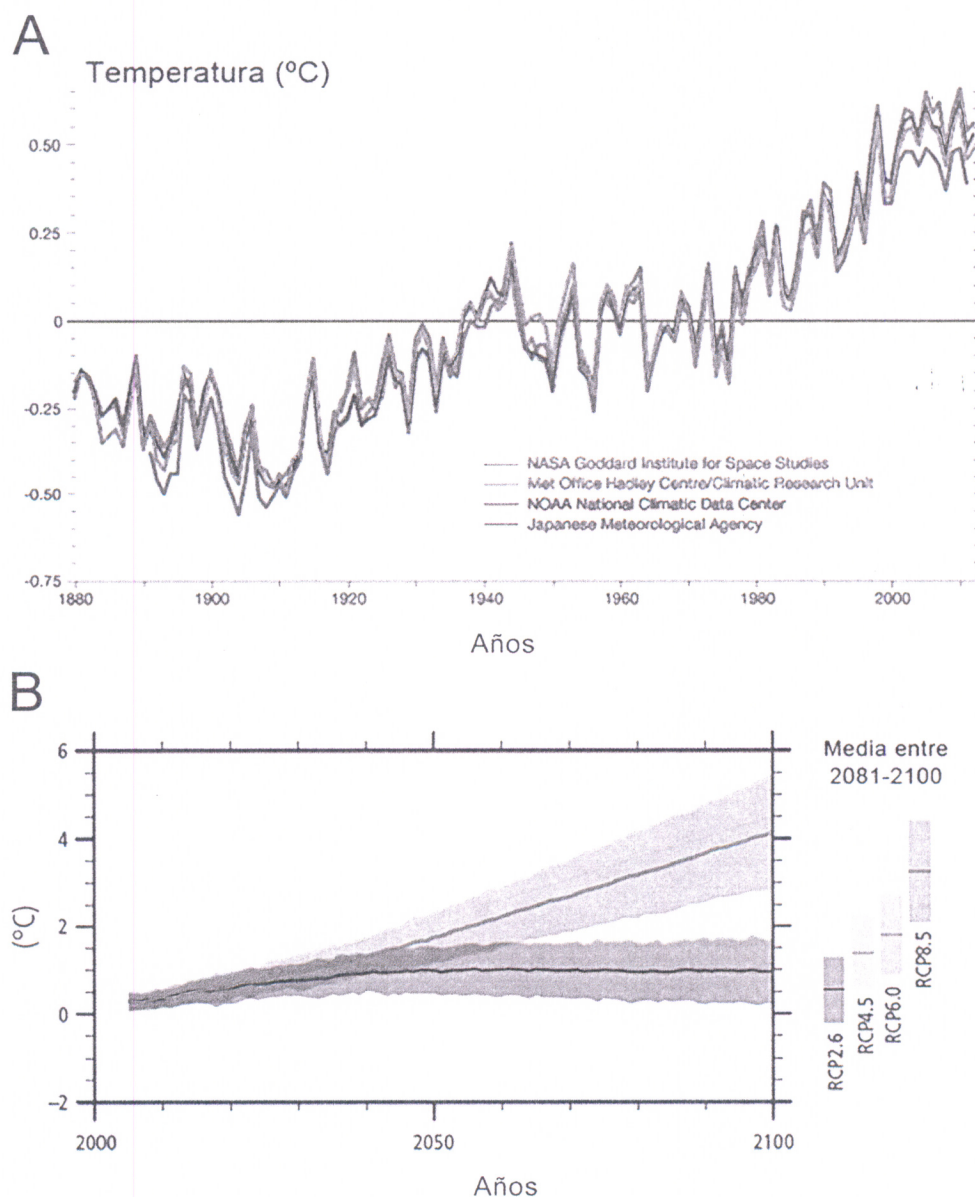 A
Temperatura (ºC)
0.50
0.25
0
-0.25
-0.50
-0.75
NASA Goddard Institute for Space Studies
Met Office Hadley Centre/Climatic Research Unit
NOAA National Climatic Data Center
Japanese Meteorological Agency
1880 1900 1920 1940 1960 1980 2000
Años
B
(ºC)
6
4
2
0
−2
2000 2050 2100
Años
Media entre
2081-2100
RCP2.6
RCP4.5
RCP6.0
RCP8.5